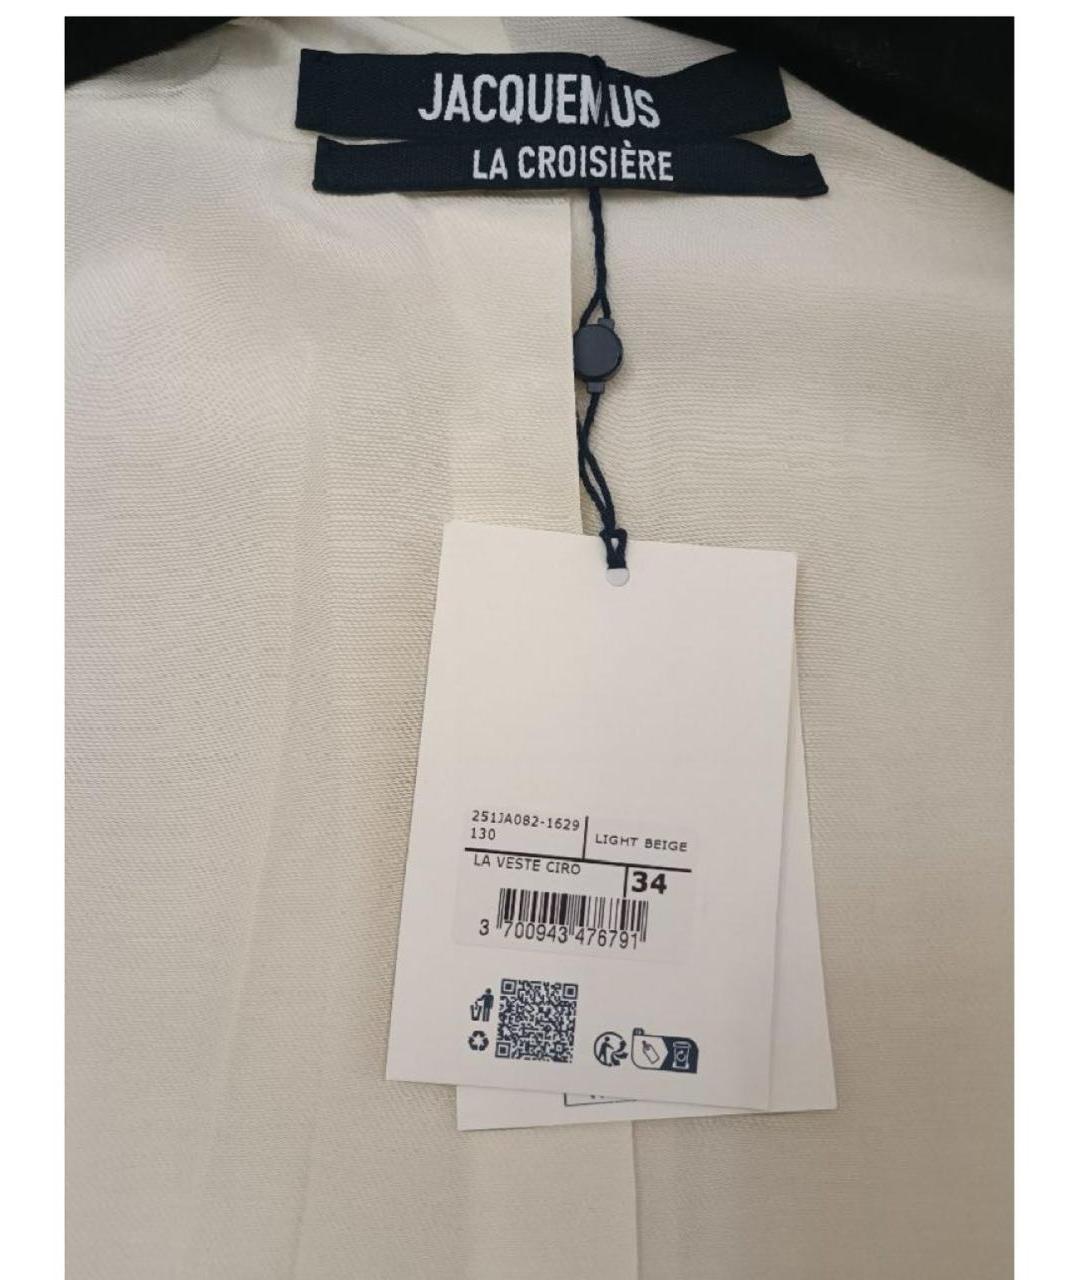 JACQUEMUS
LA CROISIÈRE
251JA082-1629
130
LIGHT BEIGE
LA VESTE CIRO
34
3 700943 476791